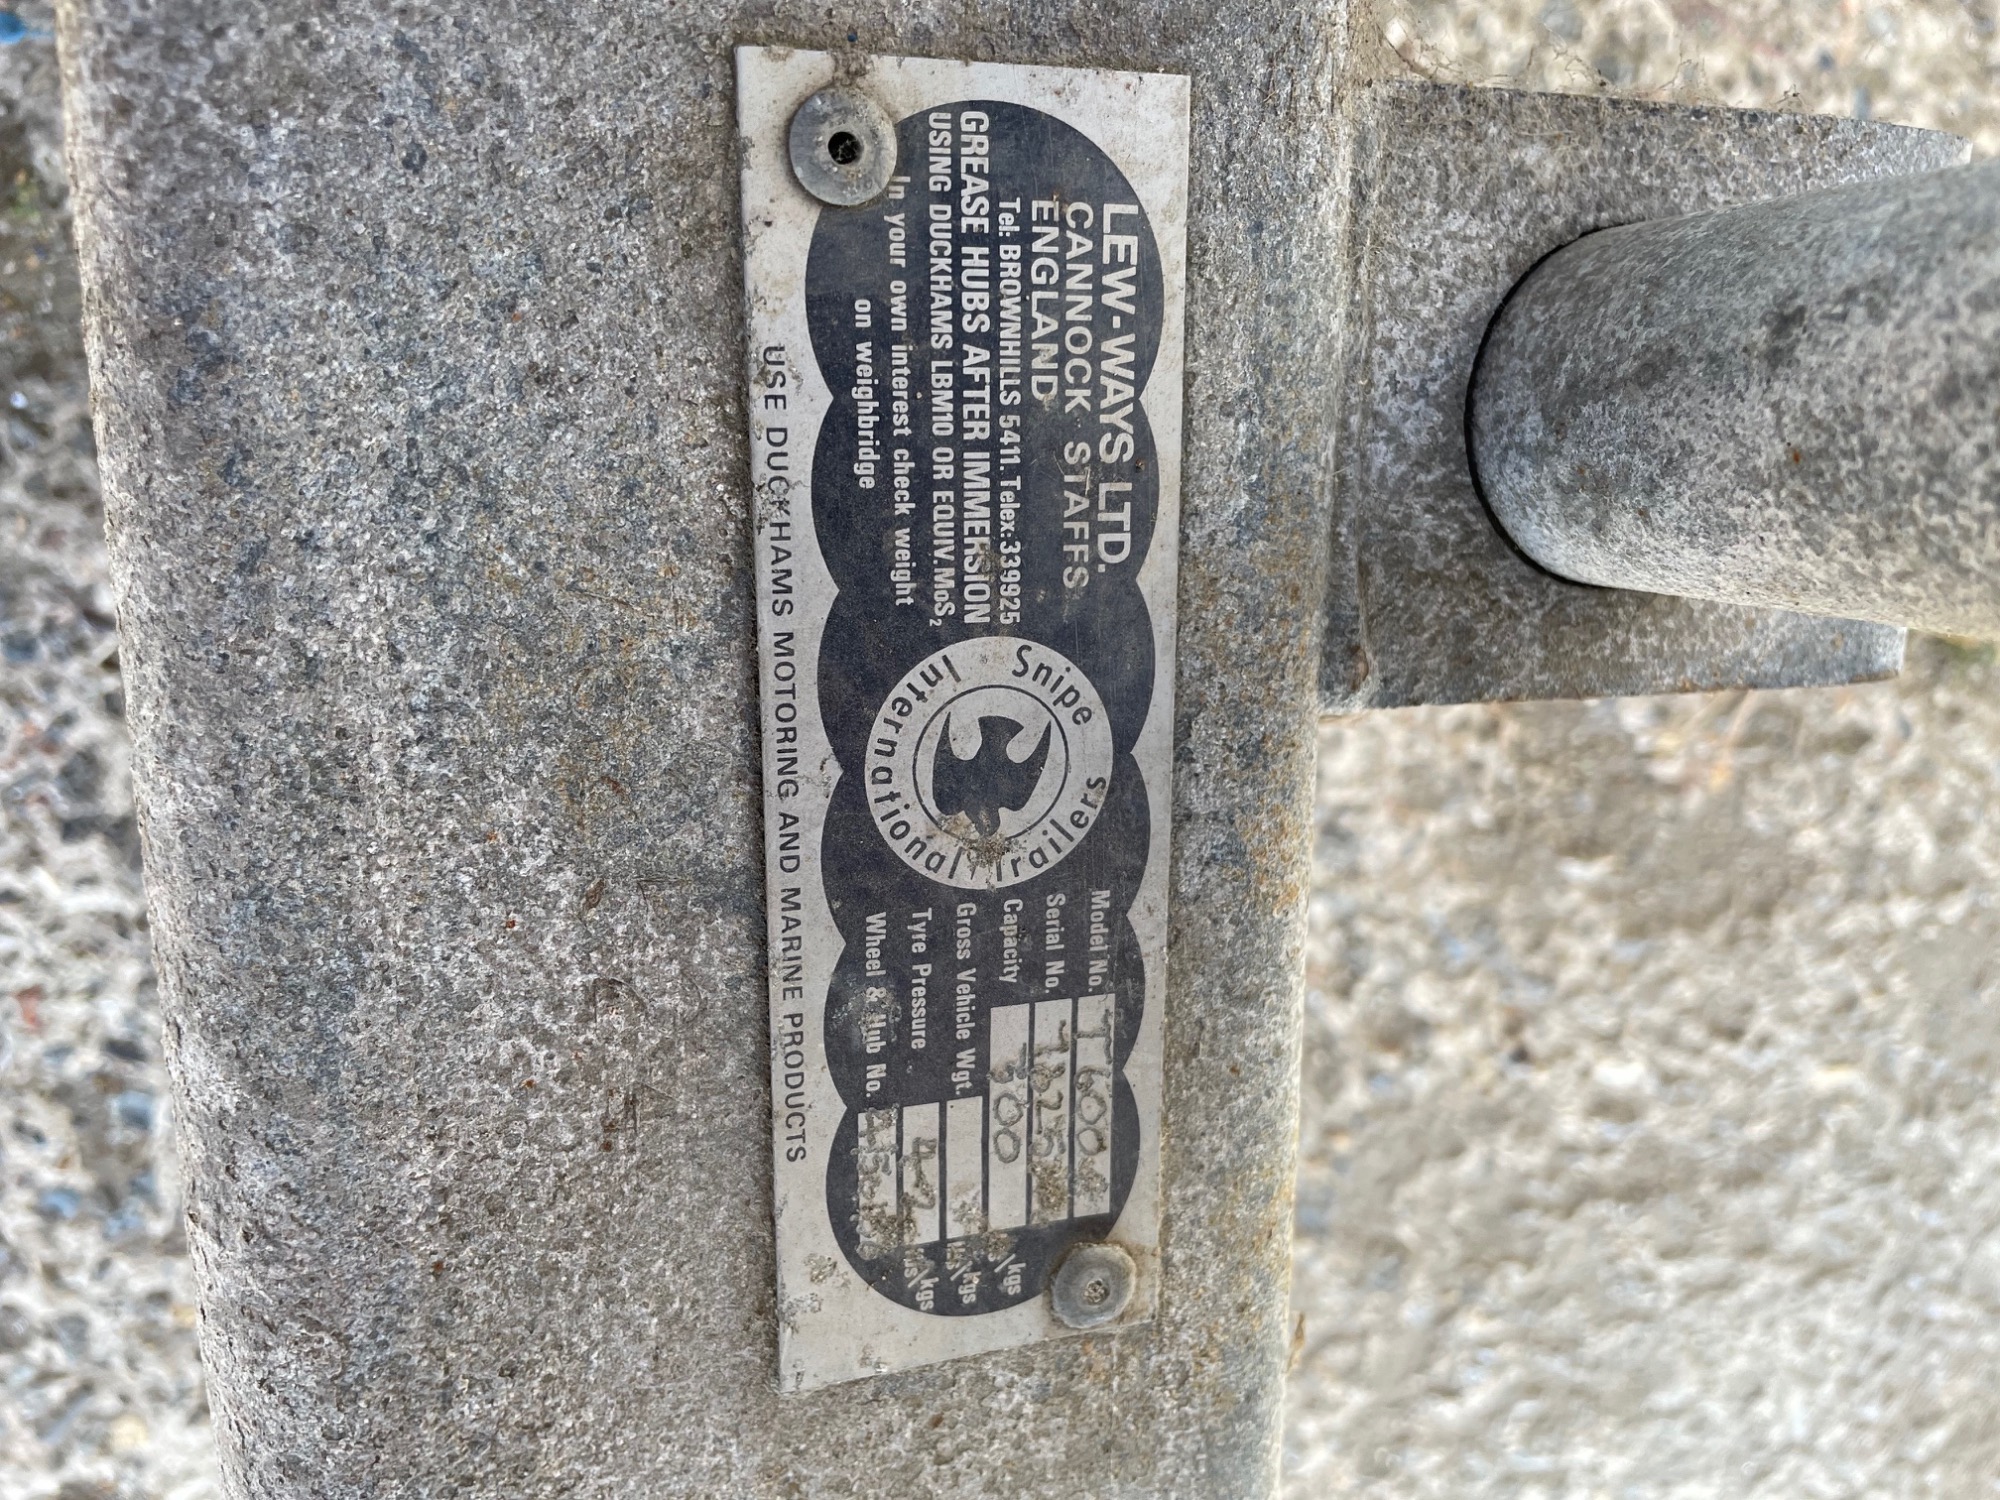 LEW-WAYS LTD.
CANNOCK STAFFS
ENGLAND
Tel: BROWNHILLS 5411. Telex: 339925
GREASE HUBS AFTER IMMERSION
USING DUCKHAMS LBM10 OR EQUIV. MoS₂
In your own interest check weight
on weighbridge
Snipe
International Trailers
Model No. T600
Serial No.
Capacity 500 /kgs
Gross Vehicle Wgt. /kgs
Tyre Pressure /kgs
Wheel & Hub No.
USE DUCKHAMS MOTORING AND MARINE PRODUCTS